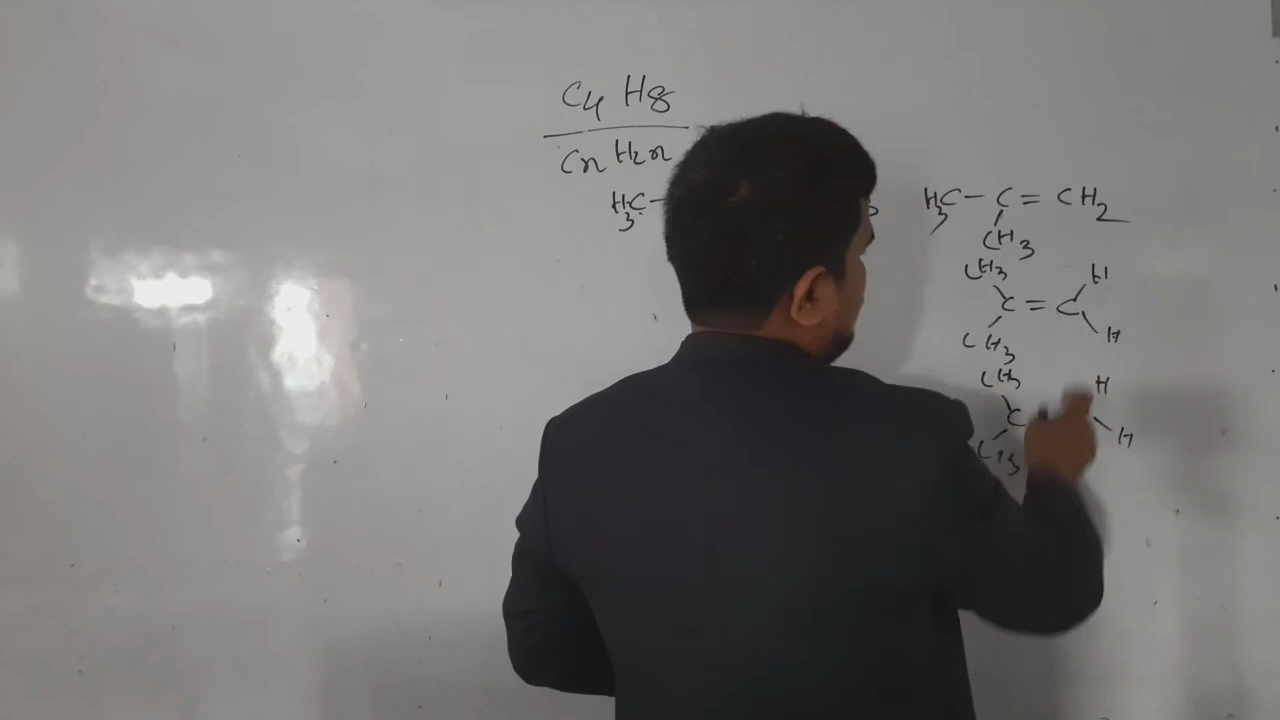 C4 H8
Cn H2n
H3C –
H3C – C = CH2
CH3
CH3 H
C = C
CH3 H
CH3 H
C
CH3 H